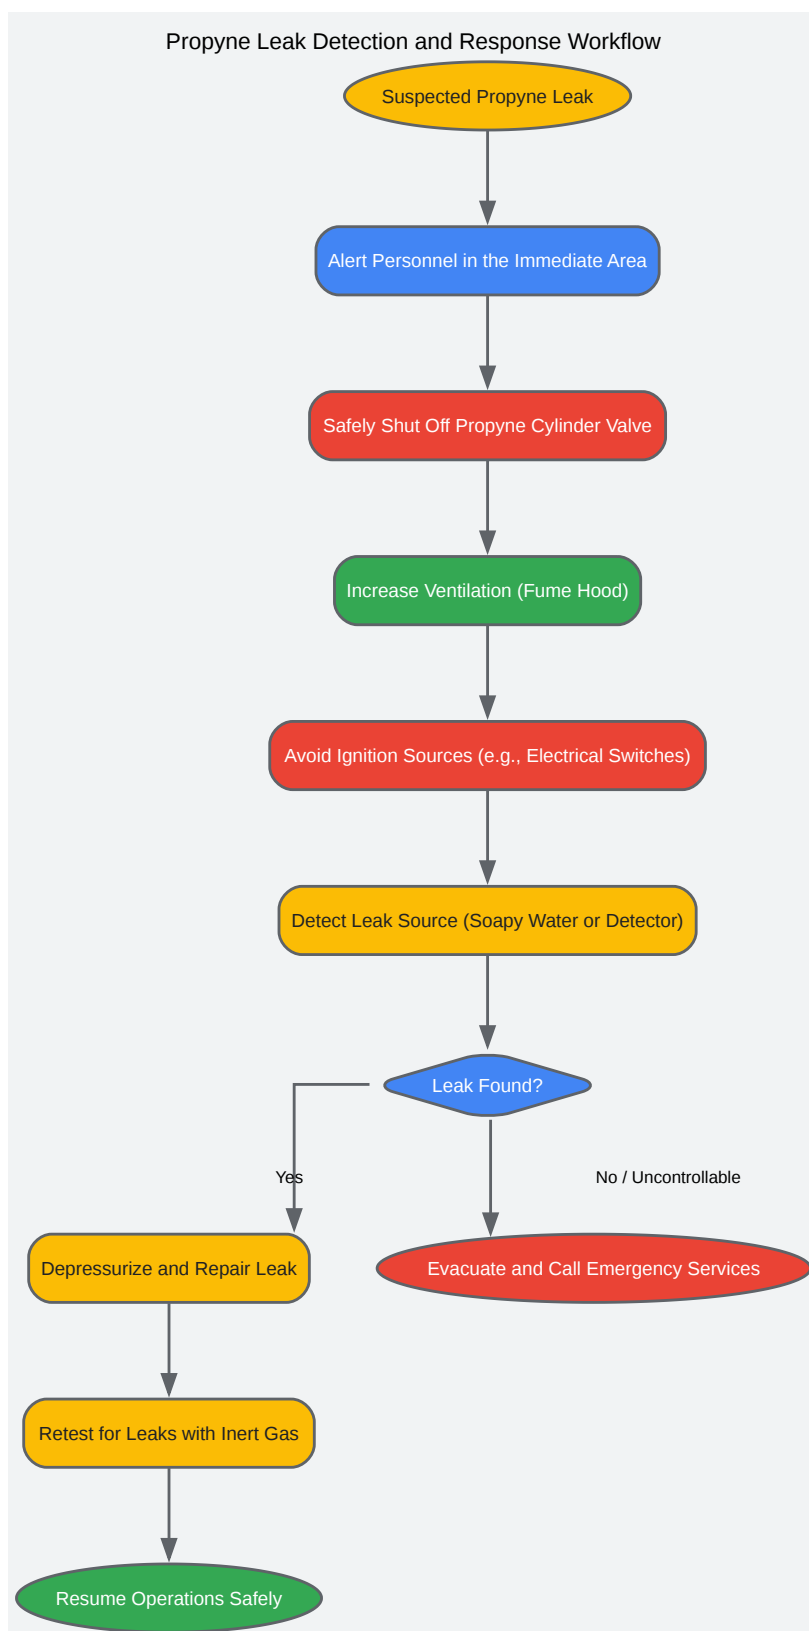 Propyne Leak Detection and Response Workflow
Suspected Propyne Leak
Alert Personnel in the Immediate Area
Safely Shut Off Propyne Cylinder Valve
Increase Ventilation (Fume Hood)
Avoid Ignition Sources (e.g., Electrical Switches)
Detect Leak Source (Soapy Water or Detector)
Leak Found?
Yes
No / Uncontrollable
Depressurize and Repair Leak
Evacuate and Call Emergency Services
Retest for Leaks with Inert Gas
Resume Operations Safely